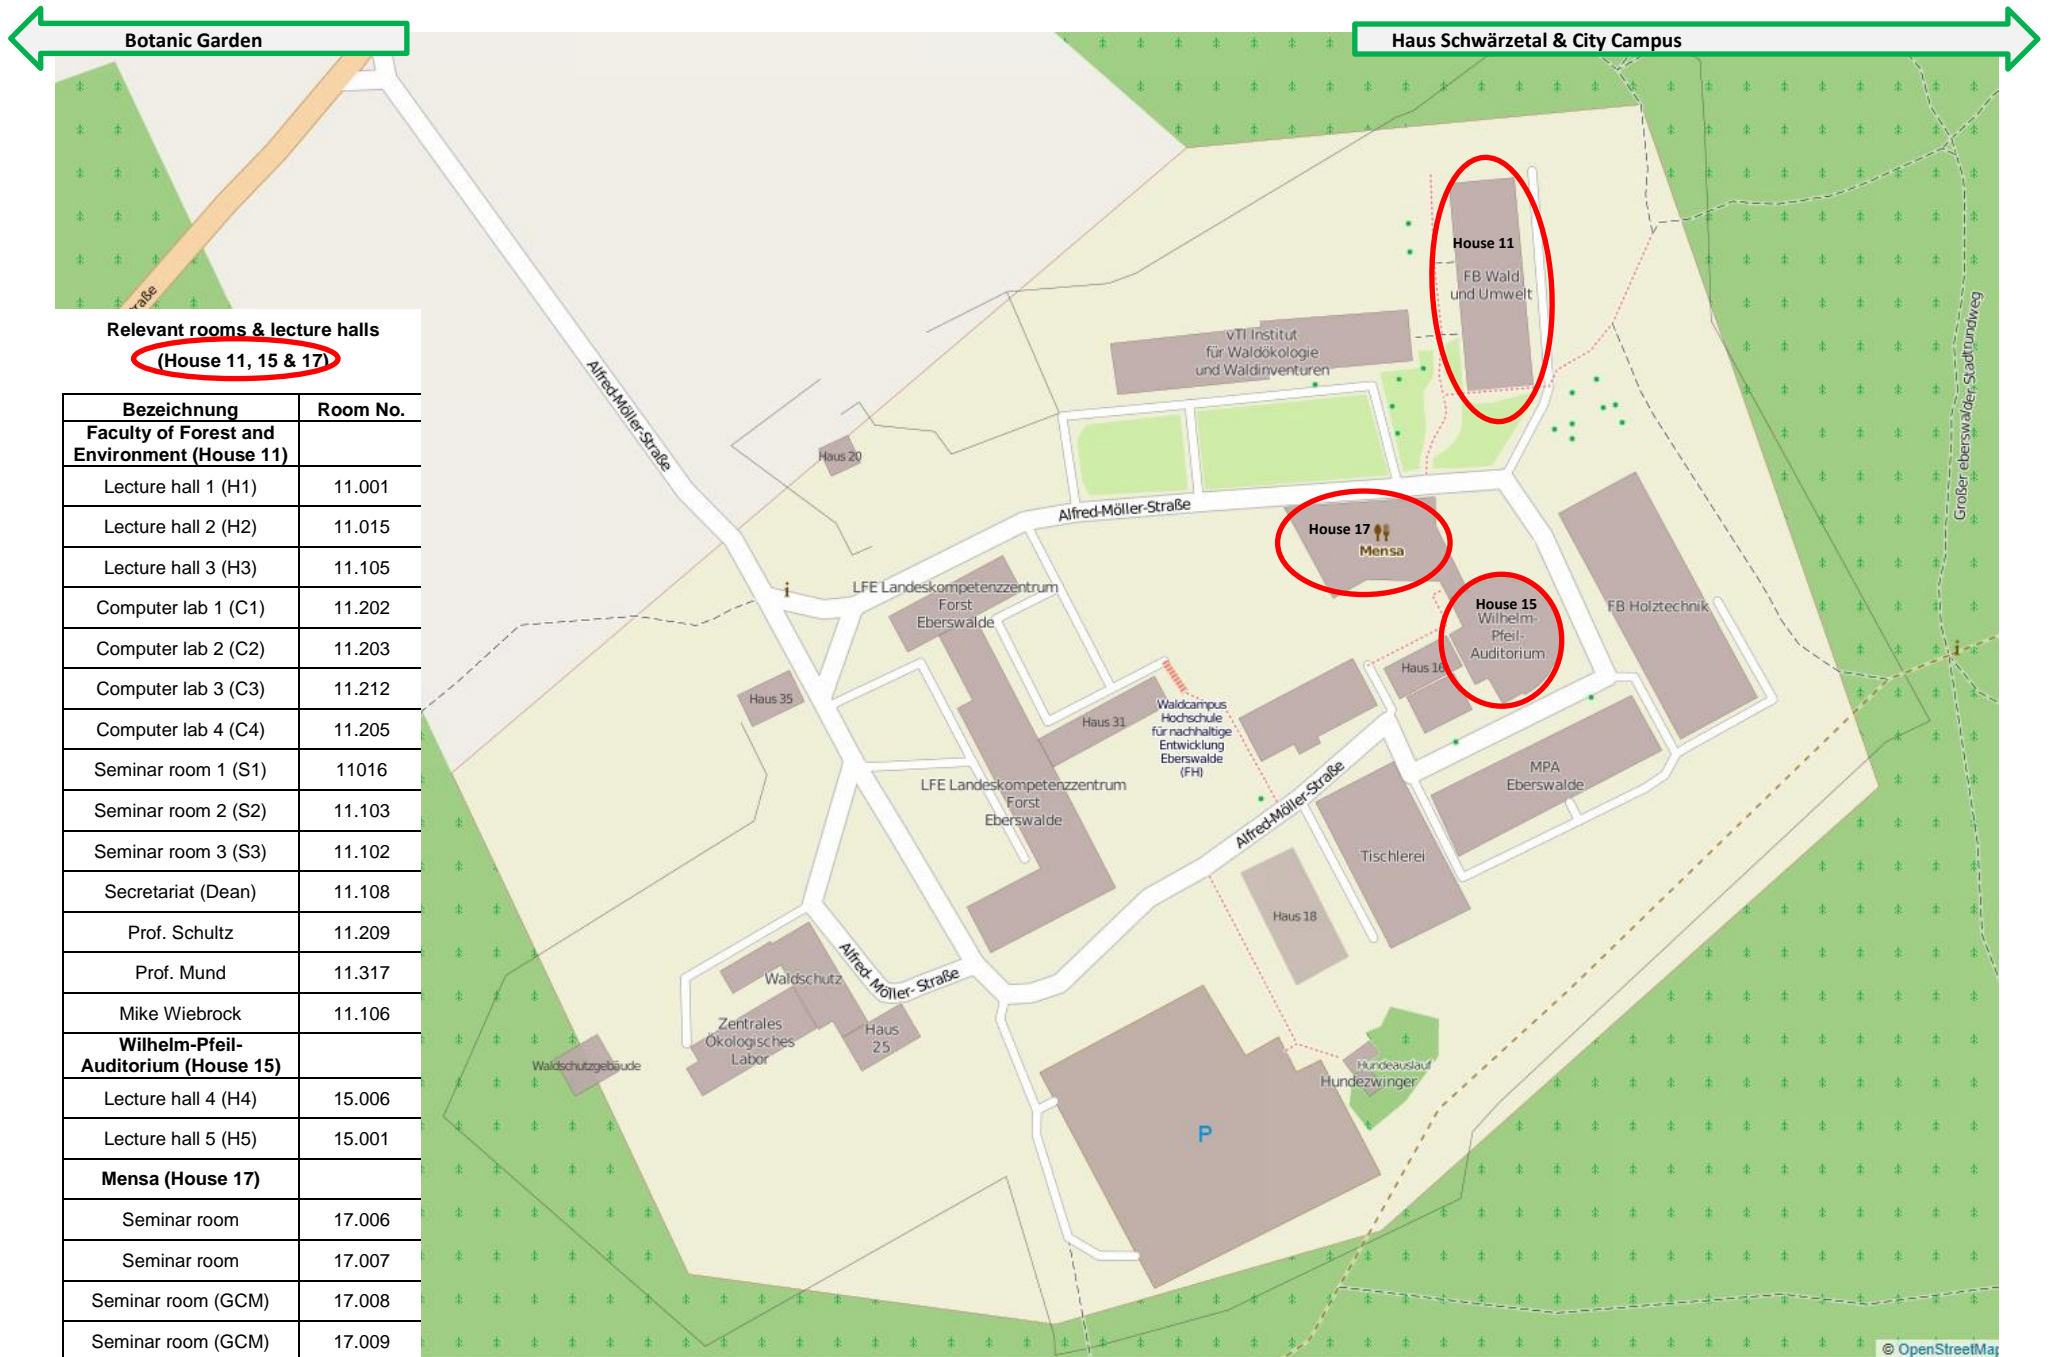 Botanic Garden
Haus Schwärzetal & City Campus
raße
Relevant rooms & lecture halls
(House 11, 15 & 17)
Bezeichnung Room No.
Faculty of Forest and
Environment (House 11)
Lecture hall 1 (H1) 11.001
Lecture hall 2 (H2) 11.015
Lecture hall 3 (H3) 11.105
Computer lab 1 (C1) 11.202
Computer lab 2 (C2) 11.203
Computer lab 3 (C3) 11.212
Computer lab 4 (C4) 11.205
Seminar room 1 (S1) 11016
Seminar room 2 (S2) 11.103
Seminar room 3 (S3) 11.102
Secretariat (Dean) 11.108
Prof. Schultz 11.209
Prof. Mund 11.317
Mike Wiebrock 11.106
Wilhelm-Pfeil-
Auditorium (House 15)
Lecture hall 4 (H4) 15.006
Lecture hall 5 (H5) 15.001
Mensa (House 17)
Seminar room 17.006
Seminar room 17.007
Seminar room (GCM) 17.008
Seminar room (GCM) 17.009
House 11
FB Wald
und Umwelt
vTI Institut
für Waldökologie
und Waldinventuren
Großer eberswalder Stadtrundweg
Alfred-Möller-Straße
Haus 20
Alfred-Möller-Straße
House 17
Mensa
LFE Landeskompetenzzentrum
Forst
Eberswalde
House 15
Wilhelm-
Pfeil-
Auditorium
FB Holztechnik
Haus 16
Haus 35
Haus 31
Waldcampus
Hochschule
für nachhaltige
Entwicklung
Eberswalde
(FH)
LFE Landeskompetenzzentrum
Forst
Eberswalde
MPA
Eberswalde
Alfred-Möller-Straße
Tischlerei
Haus 18
Alfred- Möller- Straße
Waldschutz
Zentrales
Ökologisches
Labor
Haus
25
Waldschutzgebäude
Hundeauslauf
Hundezwinger
P
© OpenStreetMap